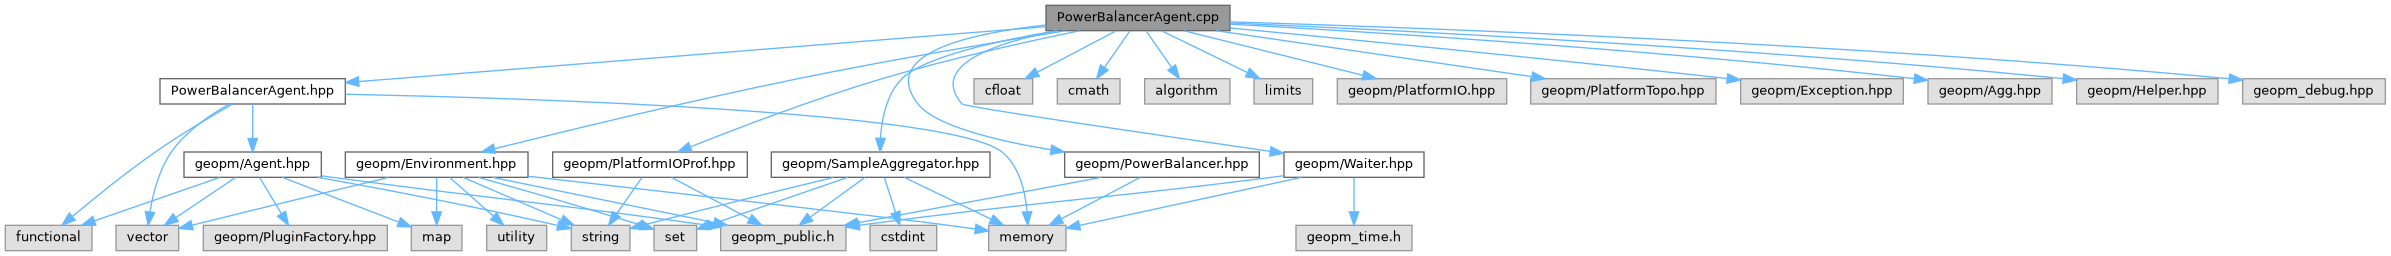 PowerBalancerAgent.cpp
PowerBalancerAgent.hpp
cfloat
cmath
algorithm
limits
geopm/PlatformIO.hpp
geopm/PlatformTopo.hpp
geopm/Exception.hpp
geopm/Agg.hpp
geopm/Helper.hpp
geopm_debug.hpp
geopm/Agent.hpp
geopm/Environment.hpp
geopm/PlatformIOProf.hpp
geopm/SampleAggregator.hpp
geopm/PowerBalancer.hpp
geopm/Waiter.hpp
functional
vector
geopm/PluginFactory.hpp
map
utility
string
set
geopm_public.h
cstdint
memory
geopm_time.h